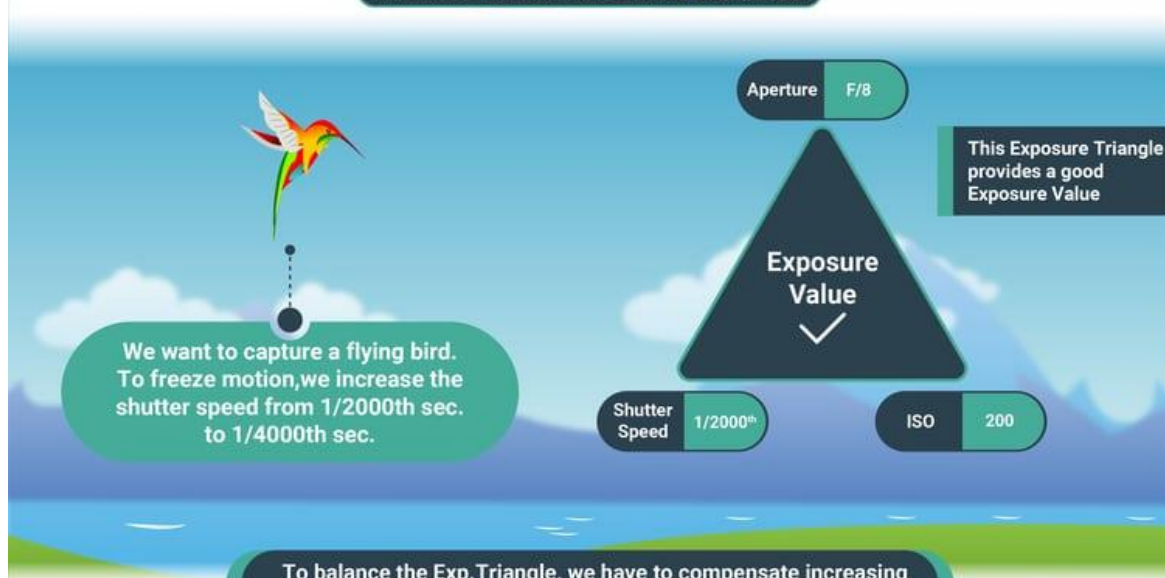 Aperture F/8
This Exposure Triangle
provides a good
Exposure Value
Exposure
Value
We want to capture a flying bird.
To freeze motion,we increase the
shutter speed from 1/2000th sec.
to 1/4000th sec.
Shutter
Speed
1/2000th
ISO 200
To balance the Exp.Triangle, we have to compensate increasing